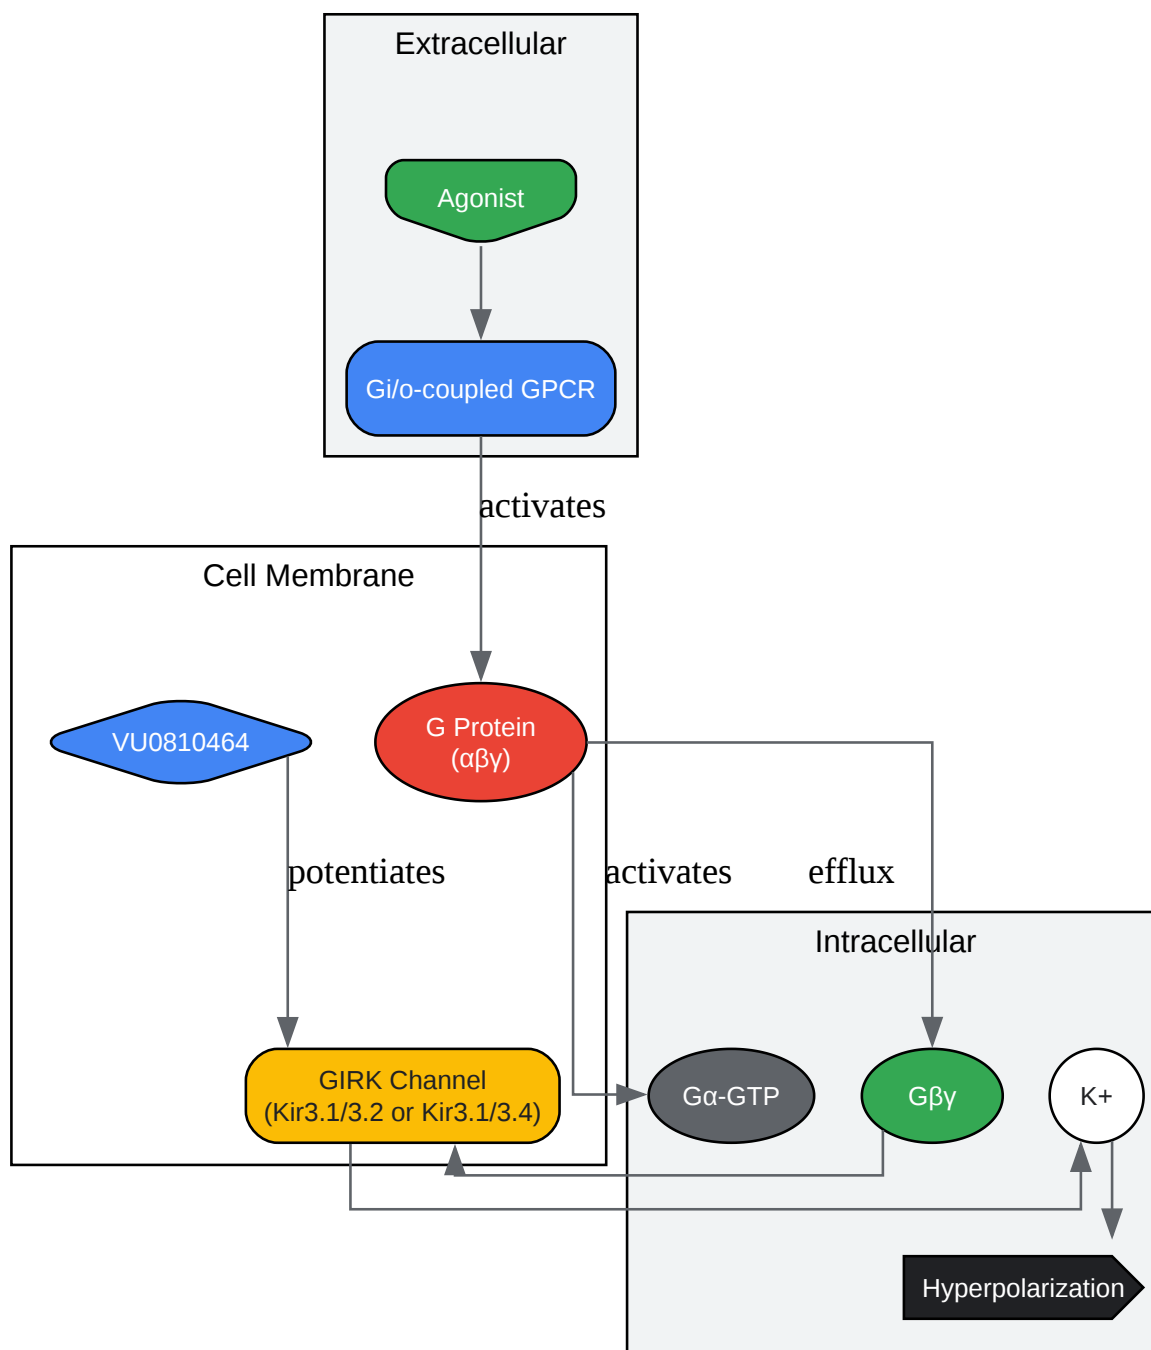 Extracellular
Agonist
Gi/o-coupled GPCR
activates
Cell Membrane
VU0810464
G Protein
(αβγ)
potentiates
activates
efflux
Intracellular
GIRK Channel
(Kir3.1/3.2 or Kir3.1/3.4)
Gα-GTP
Gβγ
K+
Hyperpolarization